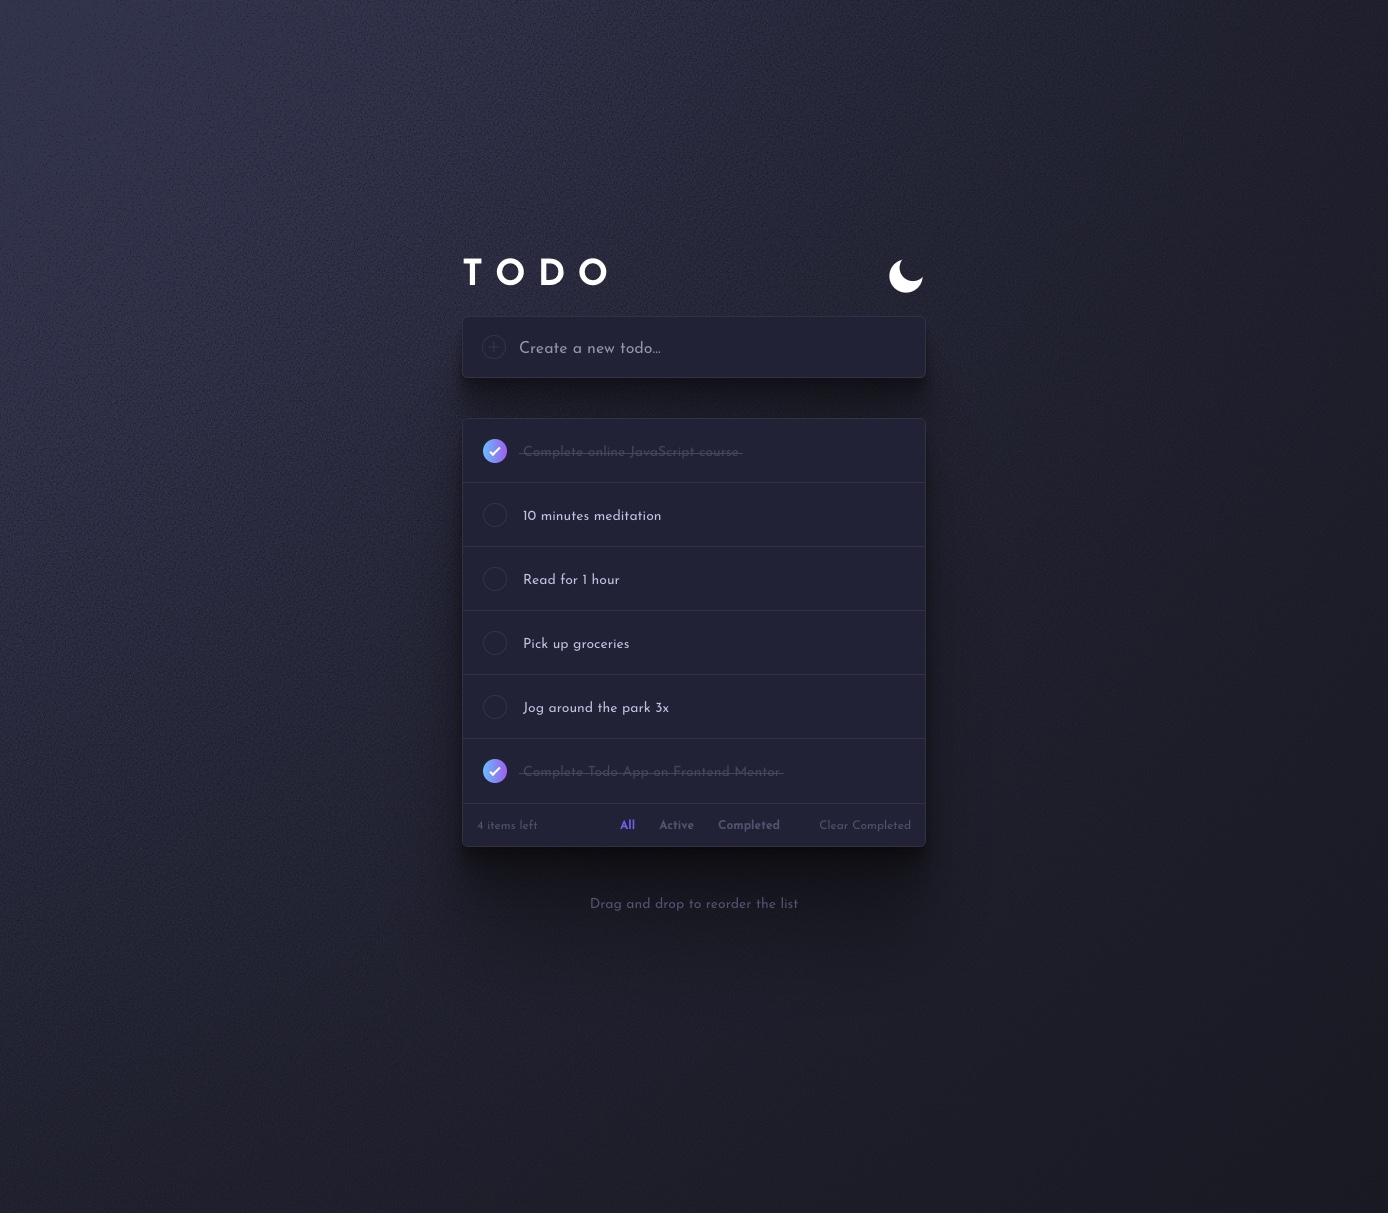 TODO
Create a new todo...
Complete online JavaScript course
10 minutes meditation
Read for 1 hour
Pick up groceries
Jog around the park 3x
Complete Todo App on Frontend Mentor
4 items left All Active Completed Clear Completed
Drag and drop to reorder the list